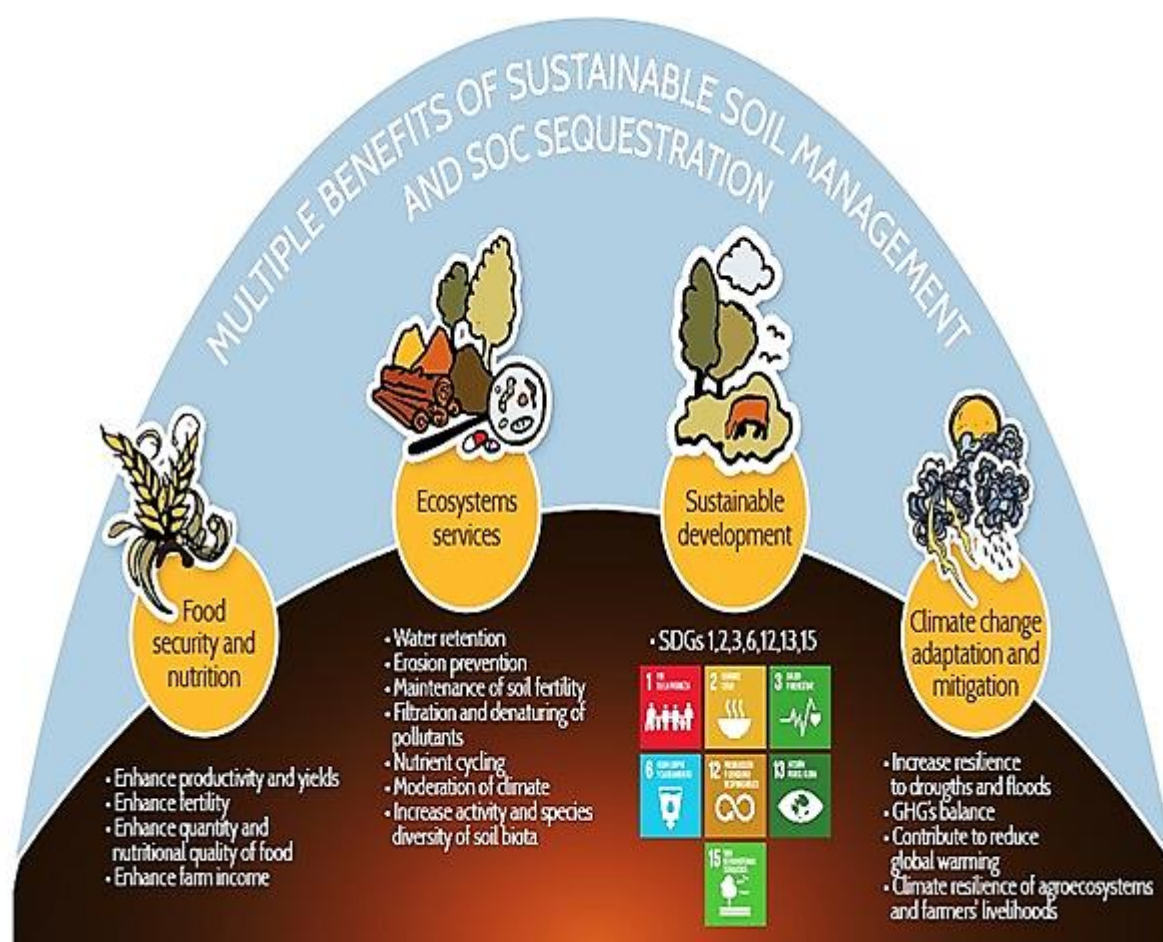 MULTIPLE BENEFITS OF SUSTAINABLE SOIL MANAGEMENT
AND SOC SEQUESTRATION
Food
security and
nutrition
• Enhance productivity and yields
• Enhance fertility
• Enhance quantity and
nutritional quality of food
• Enhance farm income
Ecosystems
services
• Water retention
• Erosion prevention
• Maintenance of soil fertility
• Filtration and denaturing of
pollutants
• Nutrient cycling
• Moderation of climate
• Increase activity and species
diversity of soil biota
Sustainable
development
• SDGs 1,2,3,6,12,13,15
1
2
3
6
12
13
15
Climate change
adaptation and
mitigation
• Increase resilience
to drougths and floods
• GHG's balance
• Contribute to reduce
global warming
• Climate resilience of agroecosystems
and farmers' livelihoods